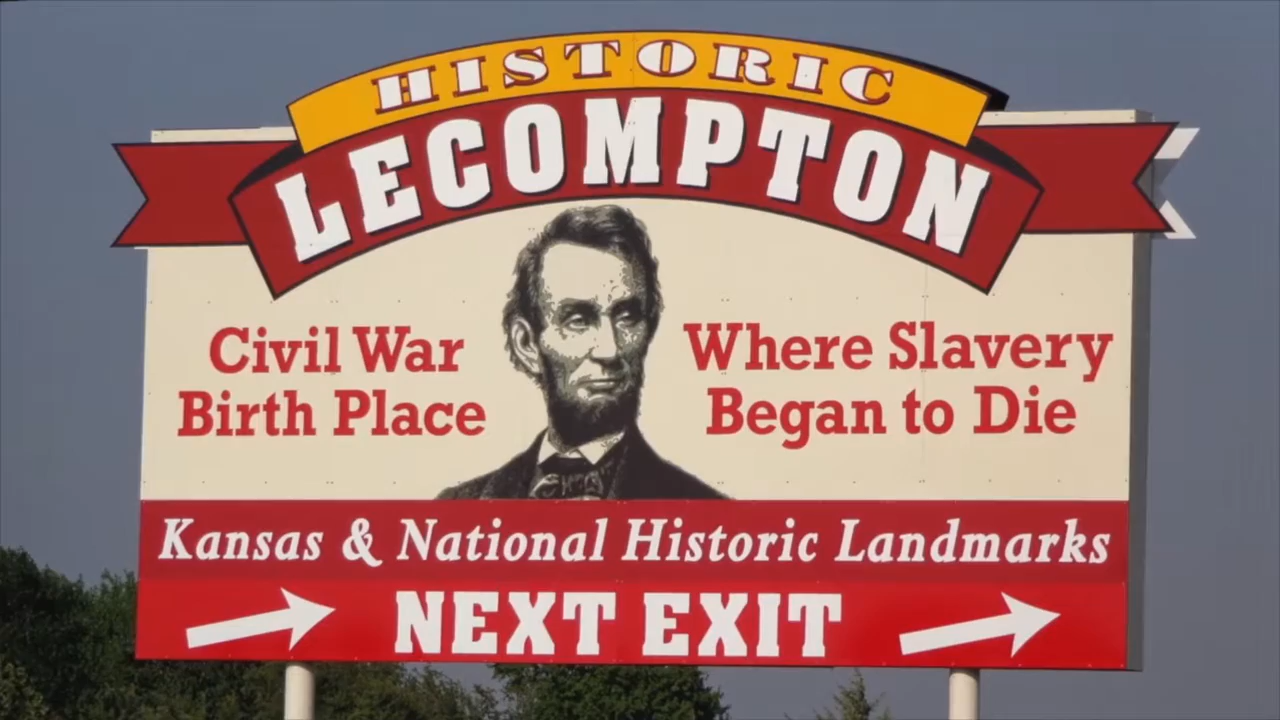 HISTORIC
LECOMPTON
Civil War
Birth Place
Where Slavery
Began to Die
Kansas & National Historic Landmarks
NEXT EXIT